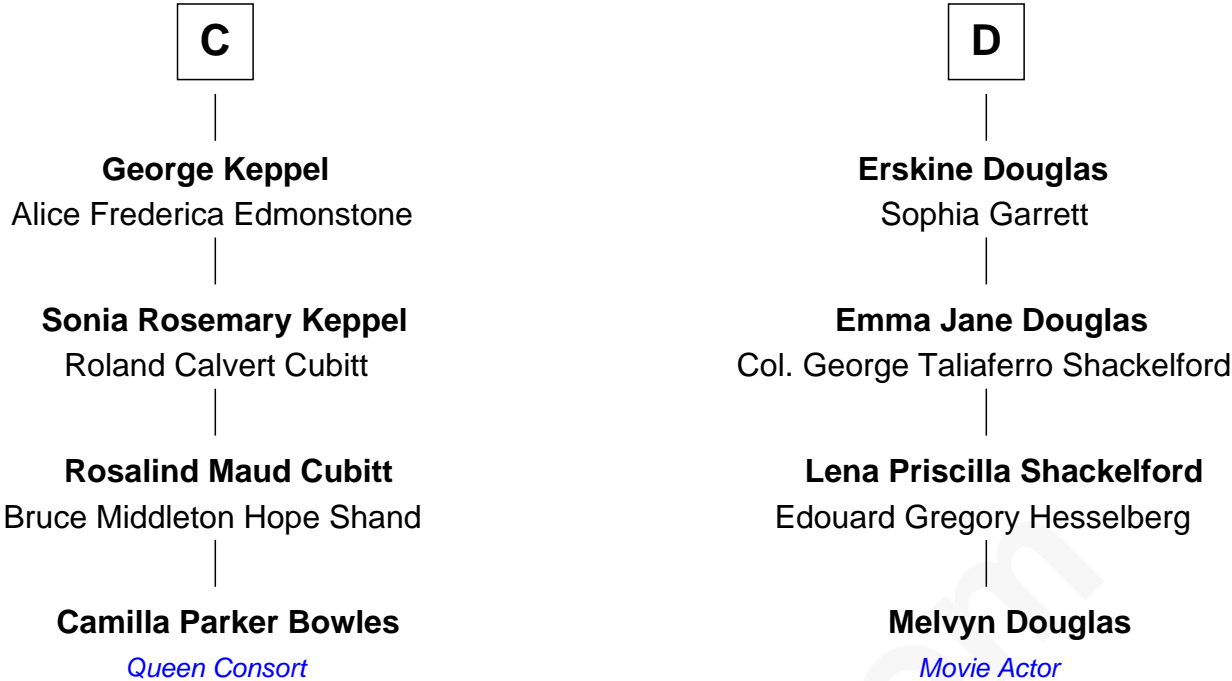 C
George Keppel
Alice Frederica Edmonstone
Sonia Rosemary Keppel
Roland Calvert Cubitt
Rosalind Maud Cubitt
Bruce Middleton Hope Shand
Camilla Parker Bowles
Queen Consort
D
Erskine Douglas
Sophia Garrett
Emma Jane Douglas
Col. George Taliaferro Shackelford
Lena Priscilla Shackelford
Edouard Gregory Hesselberg
Melvyn Douglas
Movie Actor